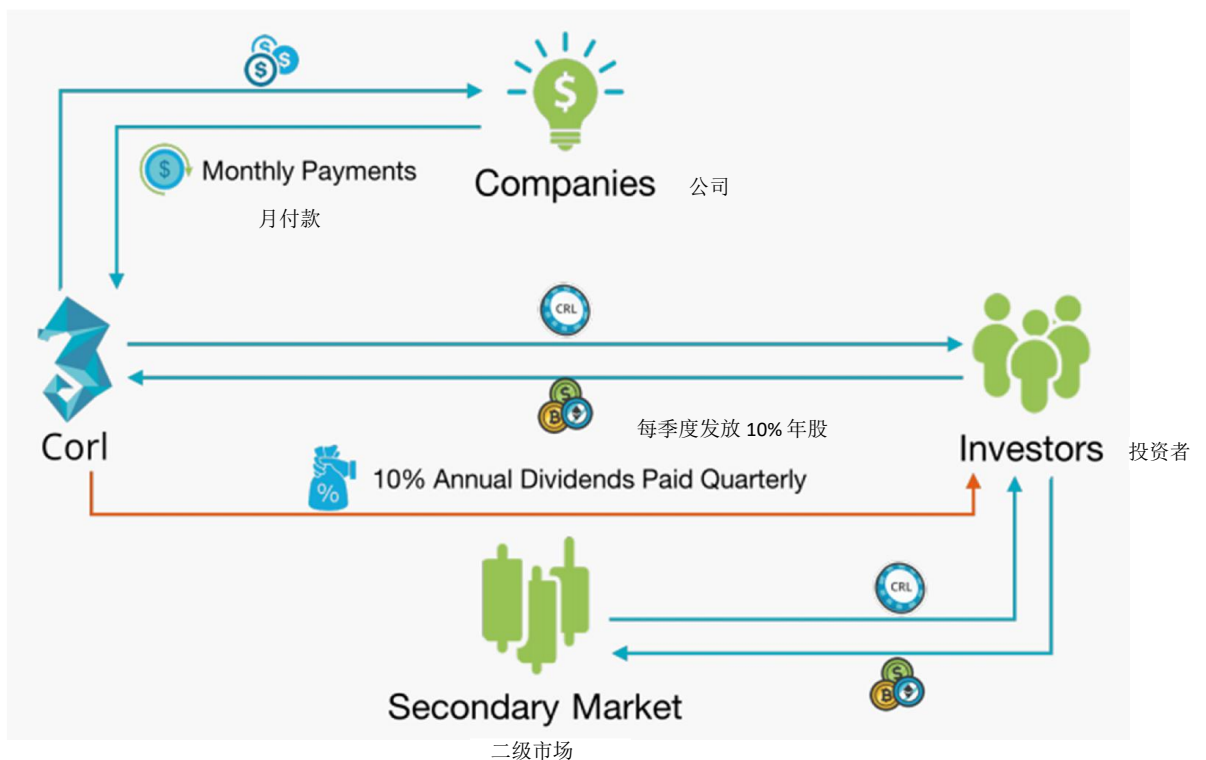 Monthly Payments
月付款
Companies 公司
CRL
Corl
每季度发放 10% 年股
Investors 投资者
%
10% Annual Dividends Paid Quarterly
CRL
Secondary Market
二级市场